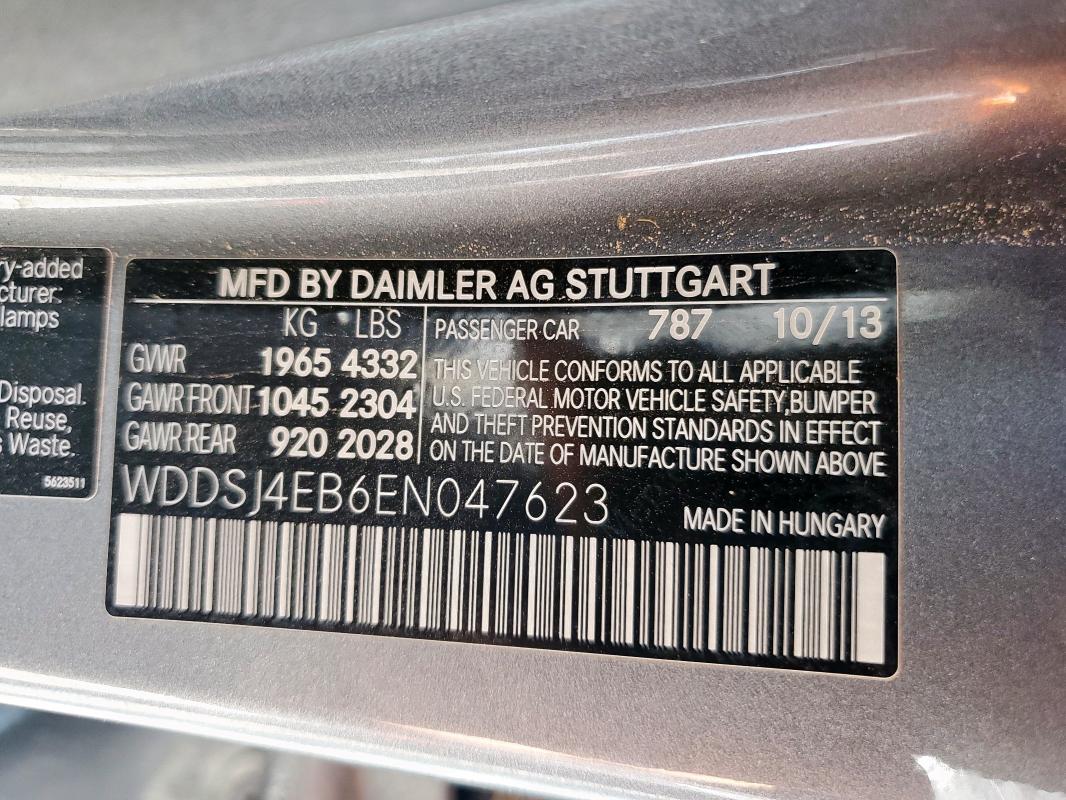 ry-added
cturer:
lamps
Disposal.
Reuse,
s Waste.
5623511
MFD BY DAIMLER AG STUTTGART
KG LBS
GVWR 1965 4332
GAWR FRONT 1045 2304
GAWR REAR 920 2028
PASSENGER CAR 787 10/13
THIS VEHICLE CONFORMS TO ALL APPLICABLE
U.S. FEDERAL MOTOR VEHICLE SAFETY,BUMPER
AND THEFT PREVENTION STANDARDS IN EFFECT
ON THE DATE OF MANUFACTURE SHOWN ABOVE
WDDSJ4EB6EN047623
MADE IN HUNGARY